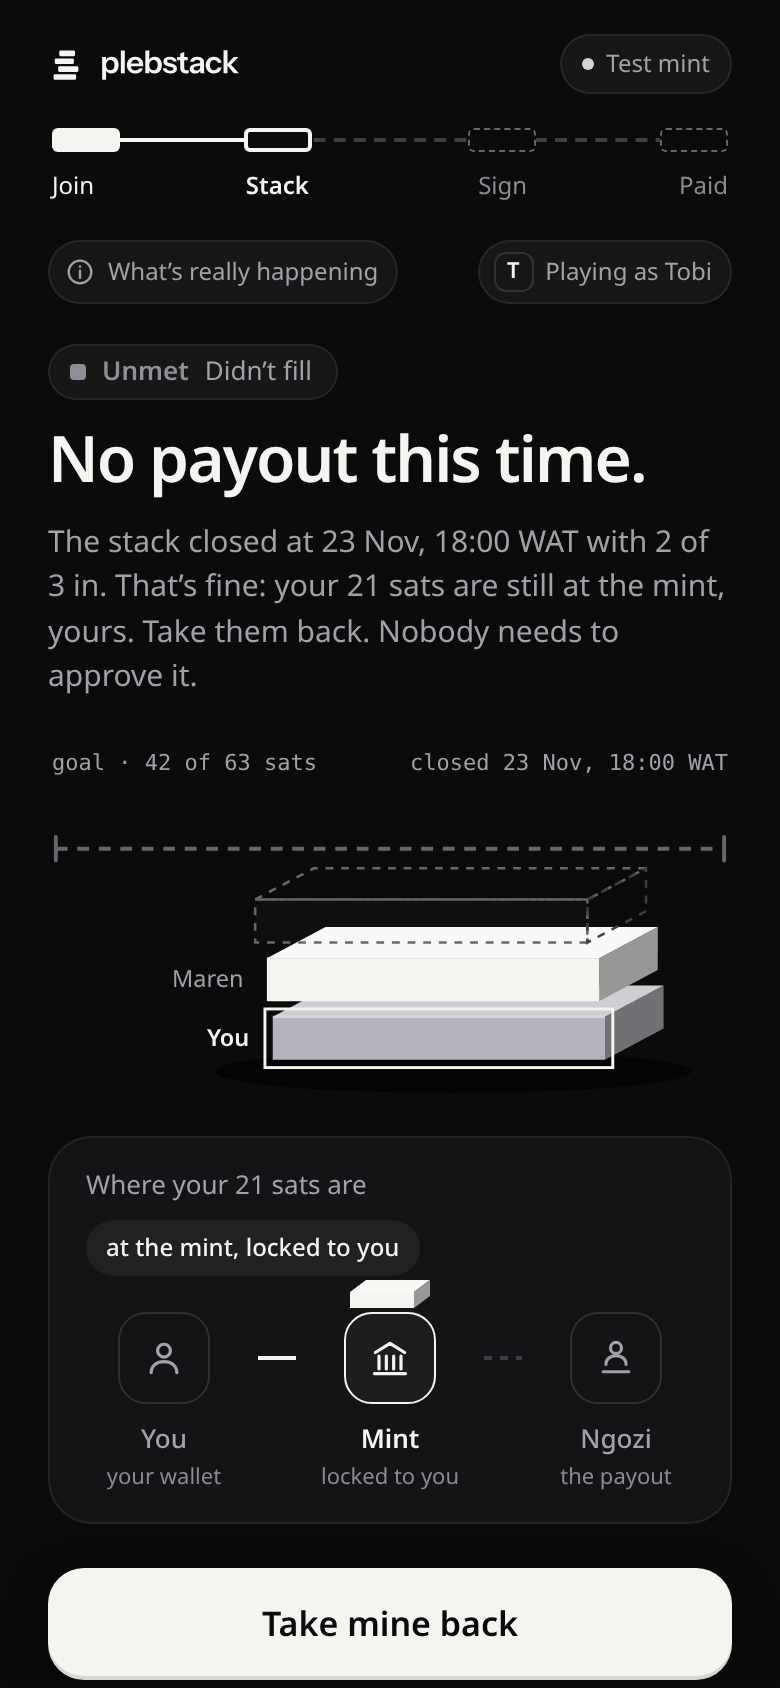 plebstack
Test mint
Join
Stack
Sign
Paid
What’s really happening
T
Playing as Tobi
Unmet Didn’t fill
No payout this time.
The stack closed at 23 Nov, 18:00 WAT with 2 of
3 in. That’s fine: your 21 sats are still at the mint,
yours. Take them back. Nobody needs to
approve it.
goal · 42 of 63 sats
closed 23 Nov, 18:00 WAT
Maren
You
Where your 21 sats are
at the mint, locked to you
You
Mint
Ngozi
your wallet
locked to you
the payout
Take mine back